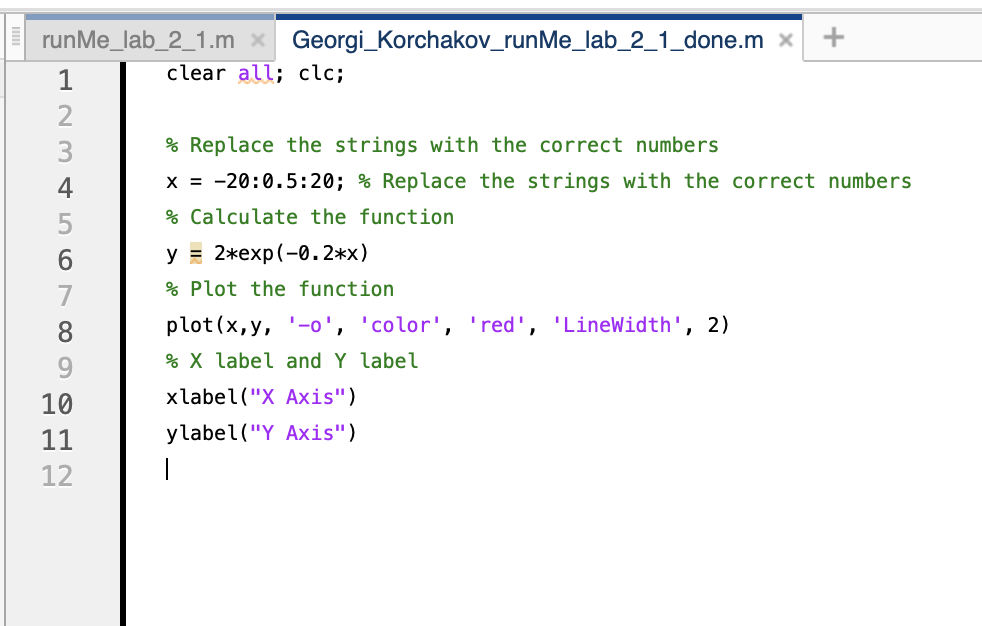 runMe_lab_2_1.m × Georgi_Korchakov_runMe_lab_2_1_done.m × +
1 clear all; clc;
2
3 % Replace the strings with the correct numbers
4 x = -20:0.5:20; % Replace the strings with the correct numbers
5 % Calculate the function
6 y = 2*exp(-0.2*x)
7 % Plot the function
8 plot(x,y, '-o', 'color', 'red', 'LineWidth', 2)
9 % X label and Y label
10 xlabel("X Axis")
11 ylabel("Y Axis")
12